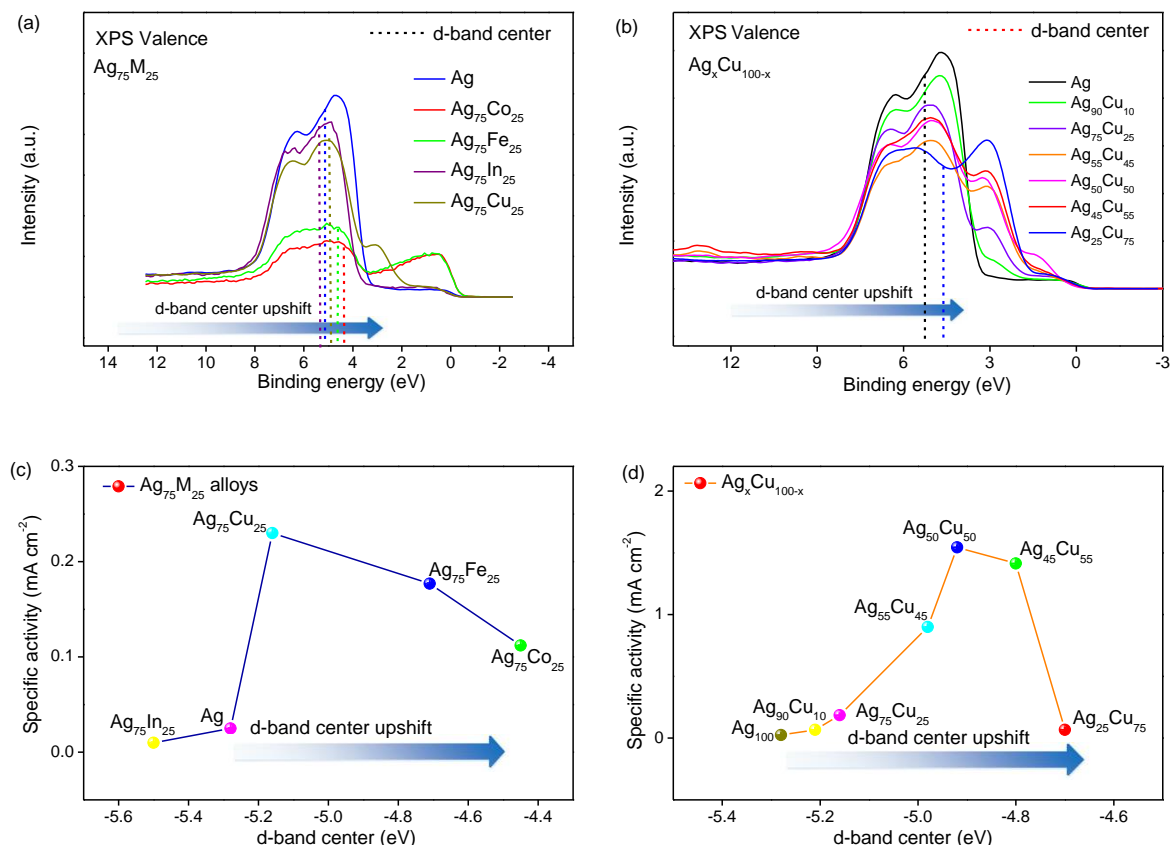 (a)
XPS Valence
d-band center
Ag75M25
Ag
Ag75Co25
Ag75Fe25
Ag75In25
Ag75Cu25
d-band center upshift
Intensity (a.u.)
14 12 10 8 6 4 2 0 -2 -4
Binding energy (eV)
(b)
XPS Valence
d-band center
AgxCu100-x
Ag
Ag90Cu10
Ag75Cu25
Ag55Cu45
Ag50Cu50
Ag45Cu55
Ag25Cu75
d-band center upshift
Intensity (a.u.)
12 9 6 3 0 -3
Binding energy (eV)
(c)
Ag75M25 alloys
Ag75Cu25
Ag75Fe25
Ag75Co25
Ag75In25
Ag
d-band center upshift
0.3
0.2
0.1
0.0
Specific activity (mA cm-2)
-5.6 -5.4 -5.2 -5.0 -4.8 -4.6 -4.4
d-band center (eV)
(d)
AgxCu100-x
Ag50Cu50
Ag45Cu55
Ag55Cu45
Ag90Cu10
Ag75Cu25
Ag100
Ag25Cu75
d-band center upshift
2
1
0
Specific activity (mA cm-2)
-5.4 -5.2 -5.0 -4.8 -4.6
d-band center (eV)